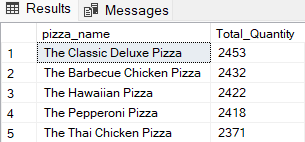 Results Messages
pizza_name Total_Quantity
1 The Classic Deluxe Pizza 2453
2 The Barbecue Chicken Pizza 2432
3 The Hawaiian Pizza 2422
4 The Pepperoni Pizza 2418
5 The Thai Chicken Pizza 2371